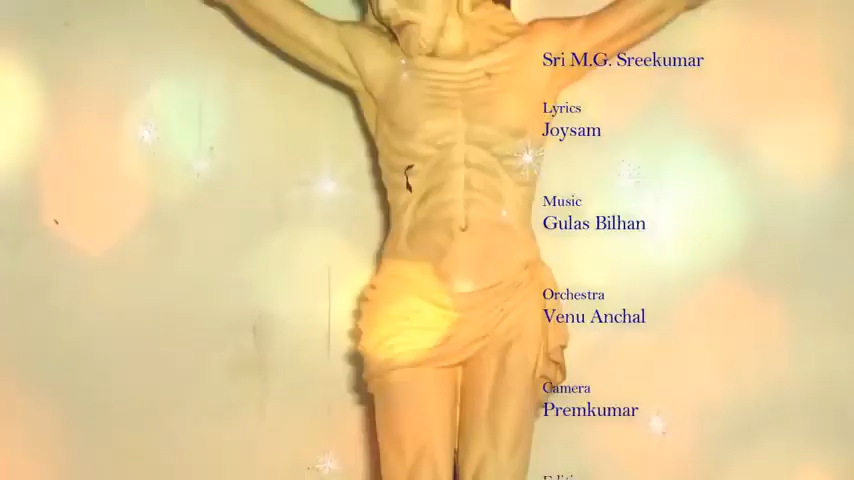 Sri M.G. Sreekumar
Lyrics
Joysam
Music
Gulas Bilhan
Orchestra
Venu Anchal
Camera
Premkumar